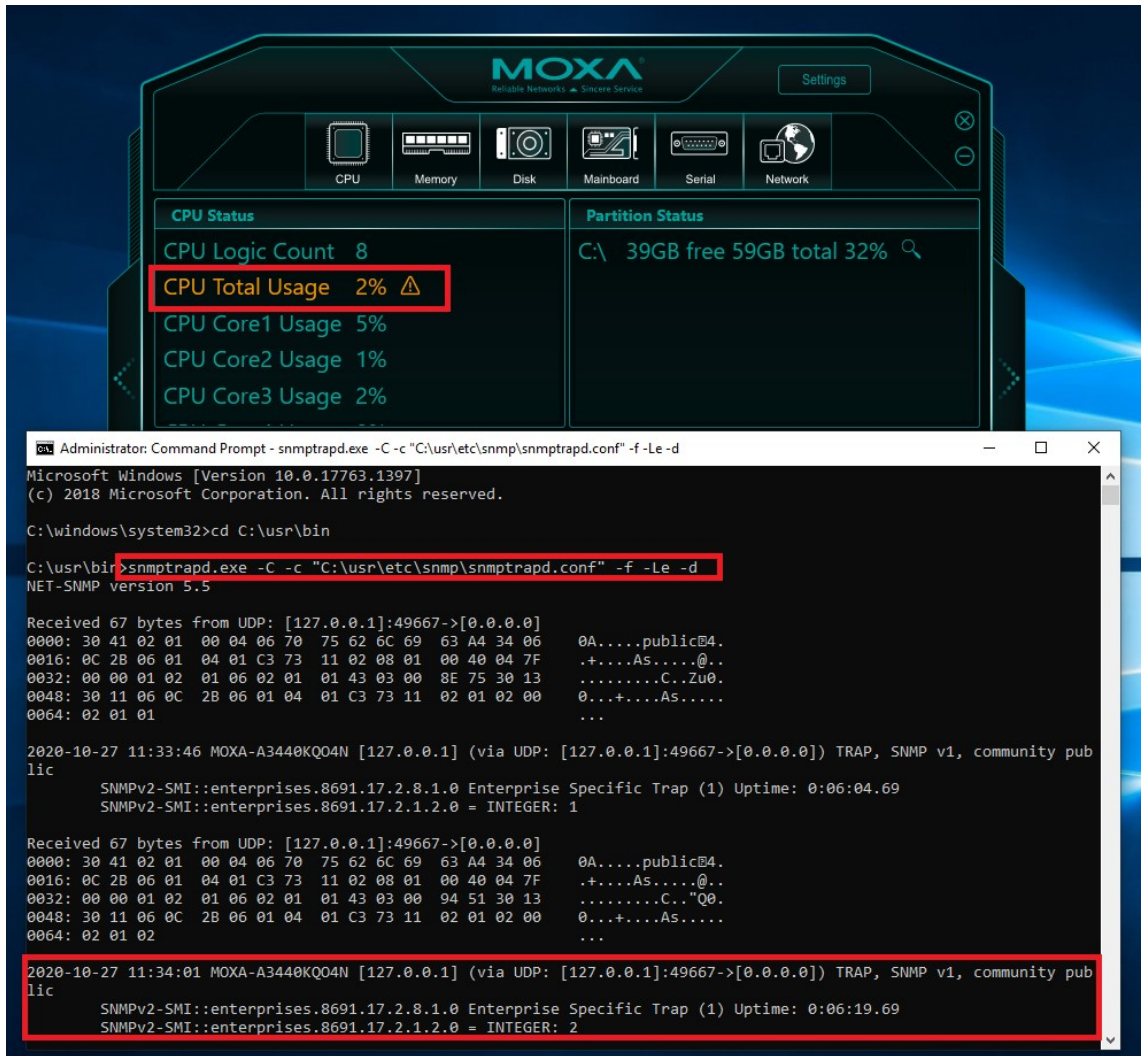 MOXA®
Reliable Networks ▲ Sincere Service
Settings
CPU
Memory
Disk
Mainboard
Serial
Network
CPU Status
CPU Logic Count 8
CPU Total Usage 2%
CPU Core1 Usage 5%
CPU Core2 Usage 1%
CPU Core3 Usage 2%
Partition Status
C:\ 39GB free 59GB total 32%
Administrator: Command Prompt - snmptrapd.exe -C -c "C:\usr\etc\snmp\snmptrapd.conf" -f -Le -d
Microsoft Windows [Version 10.0.17763.1397]
(c) 2018 Microsoft Corporation. All rights reserved.
C:\windows\system32>cd C:\usr\bin
C:\usr\bin>snmptrapd.exe -C -c "C:\usr\etc\snmp\snmptrapd.conf" -f -Le -d
NET-SNMP version 5.5
Received 67 bytes from UDP: [127.0.0.1]:49667->[0.0.0.0]
0000: 30 41 02 01 00 04 06 70 75 62 6C 69 63 A4 34 06 0A.....public⍰4.
0016: 0C 2B 06 01 04 01 C3 73 11 02 08 01 00 40 04 7F .+....As.....@..
0032: 00 00 01 02 01 06 02 01 01 43 03 00 8E 75 30 13 .........C..Zu0.
0048: 30 11 06 0C 2B 06 01 04 01 C3 73 11 02 01 02 00 0...+....As.....
0064: 02 01 01 ...
2020-10-27 11:33:46 MOXA-A3440KQO4N [127.0.0.1] (via UDP: [127.0.0.1]:49667->[0.0.0.0]) TRAP, SNMP v1, community pub
lic
SNMPv2-SMI::enterprises.8691.17.2.8.1.0 Enterprise Specific Trap (1) Uptime: 0:06:04.69
SNMPv2-SMI::enterprises.8691.17.2.1.2.0 = INTEGER: 1
Received 67 bytes from UDP: [127.0.0.1]:49667->[0.0.0.0]
0000: 30 41 02 01 00 04 06 70 75 62 6C 69 63 A4 34 06 0A.....public⍰4.
0016: 0C 2B 06 01 04 01 C3 73 11 02 08 01 00 40 04 7F .+....As.....@..
0032: 00 00 01 02 01 06 02 01 01 43 03 00 94 51 30 13 .........C.."Q0.
0048: 30 11 06 0C 2B 06 01 04 01 C3 73 11 02 01 02 00 0...+....As.....
0064: 02 01 02 ...
2020-10-27 11:34:01 MOXA-A3440KQO4N [127.0.0.1] (via UDP: [127.0.0.1]:49667->[0.0.0.0]) TRAP, SNMP v1, community pub
lic
SNMPv2-SMI::enterprises.8691.17.2.8.1.0 Enterprise Specific Trap (1) Uptime: 0:06:19.69
SNMPv2-SMI::enterprises.8691.17.2.1.2.0 = INTEGER: 2